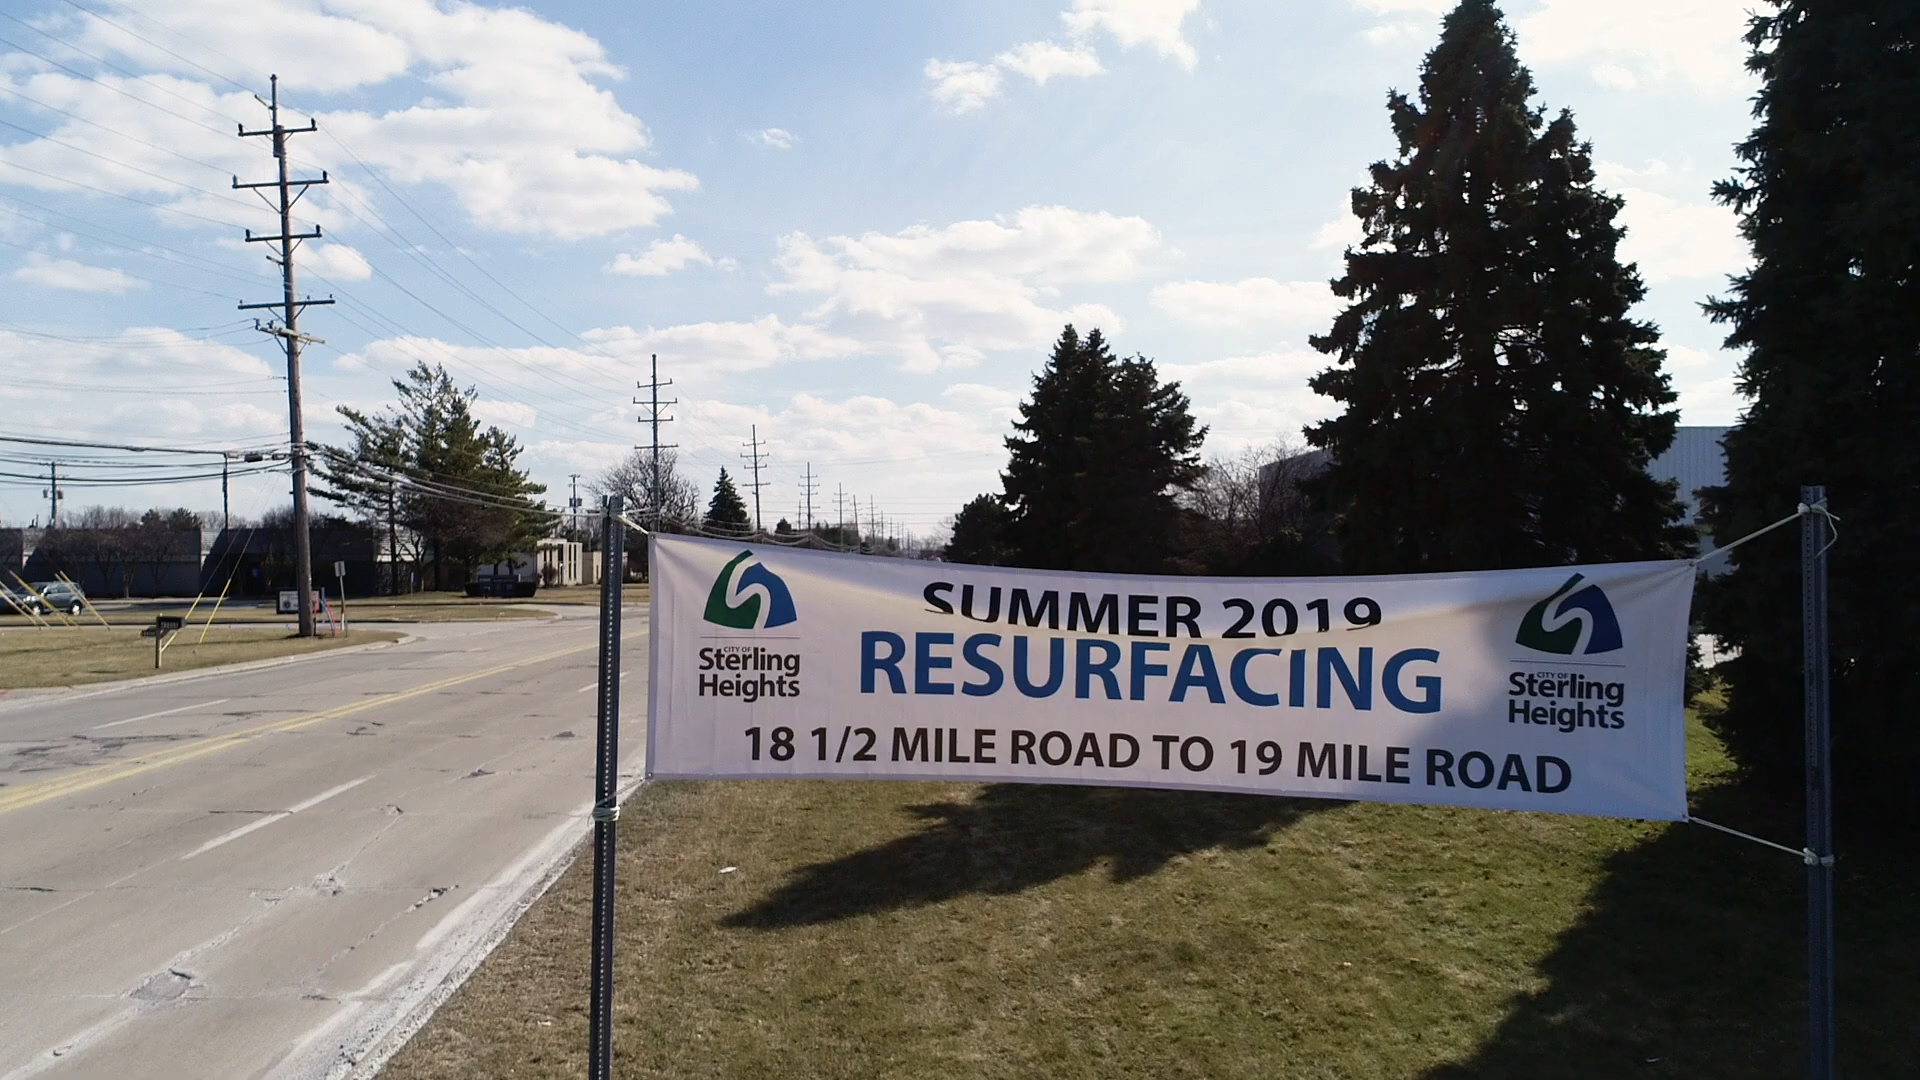 CITY OF
Sterling
Heights
SUMMER 2019
RESURFACING
18 1/2 MILE ROAD TO 19 MILE ROAD
CITY OF
Sterling
Heights